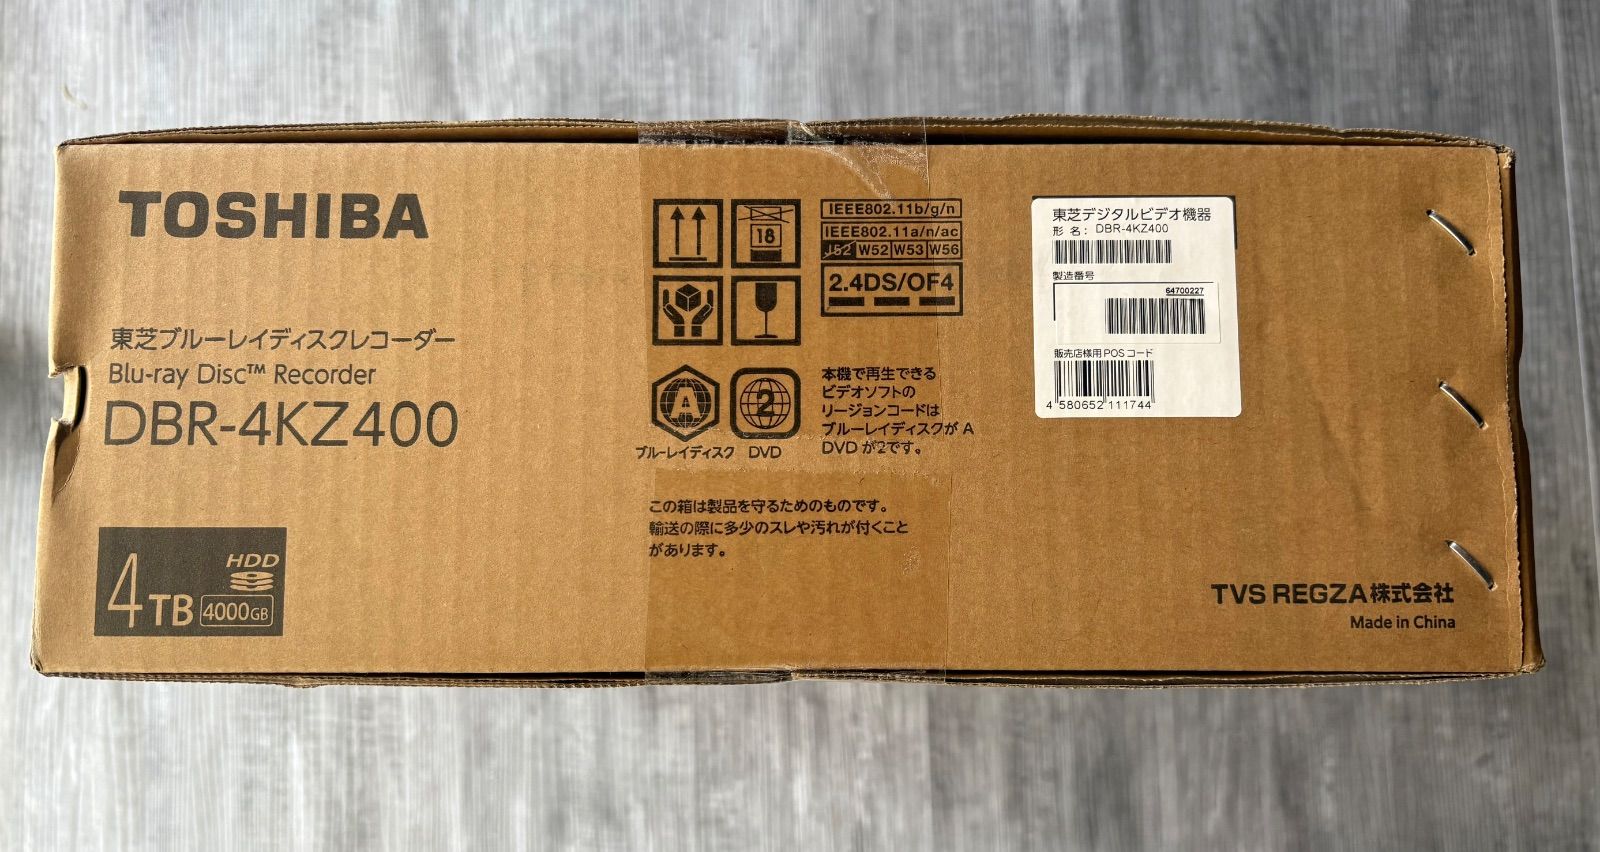 TOSHIBA
東芝ブルーレイディスクレコーダー
Blu-ray Disc™ Recorder
DBR-4KZ400
4TB
HDD
4000GB
18
IEEE802.11b/g/n
IEEE802.11a/n/ac
J52 W52 W53 W56
2.4DS/OF4
A
ブルーレイディスク
2
DVD
本機で再生できる
ビデオソフトの
リージョンコードは
ブルーレイディスクが A
DVD が2です。
この箱は製品を守るためのものです。
輸送の際に多少のスレや汚れが付くこと
があります。
東芝デジタルビデオ機器
形 名: DBR-4KZ400
製造番号
64700227
販売店様用 POS コード
4 580652 111744
TVS REGZA株式会社
Made in China